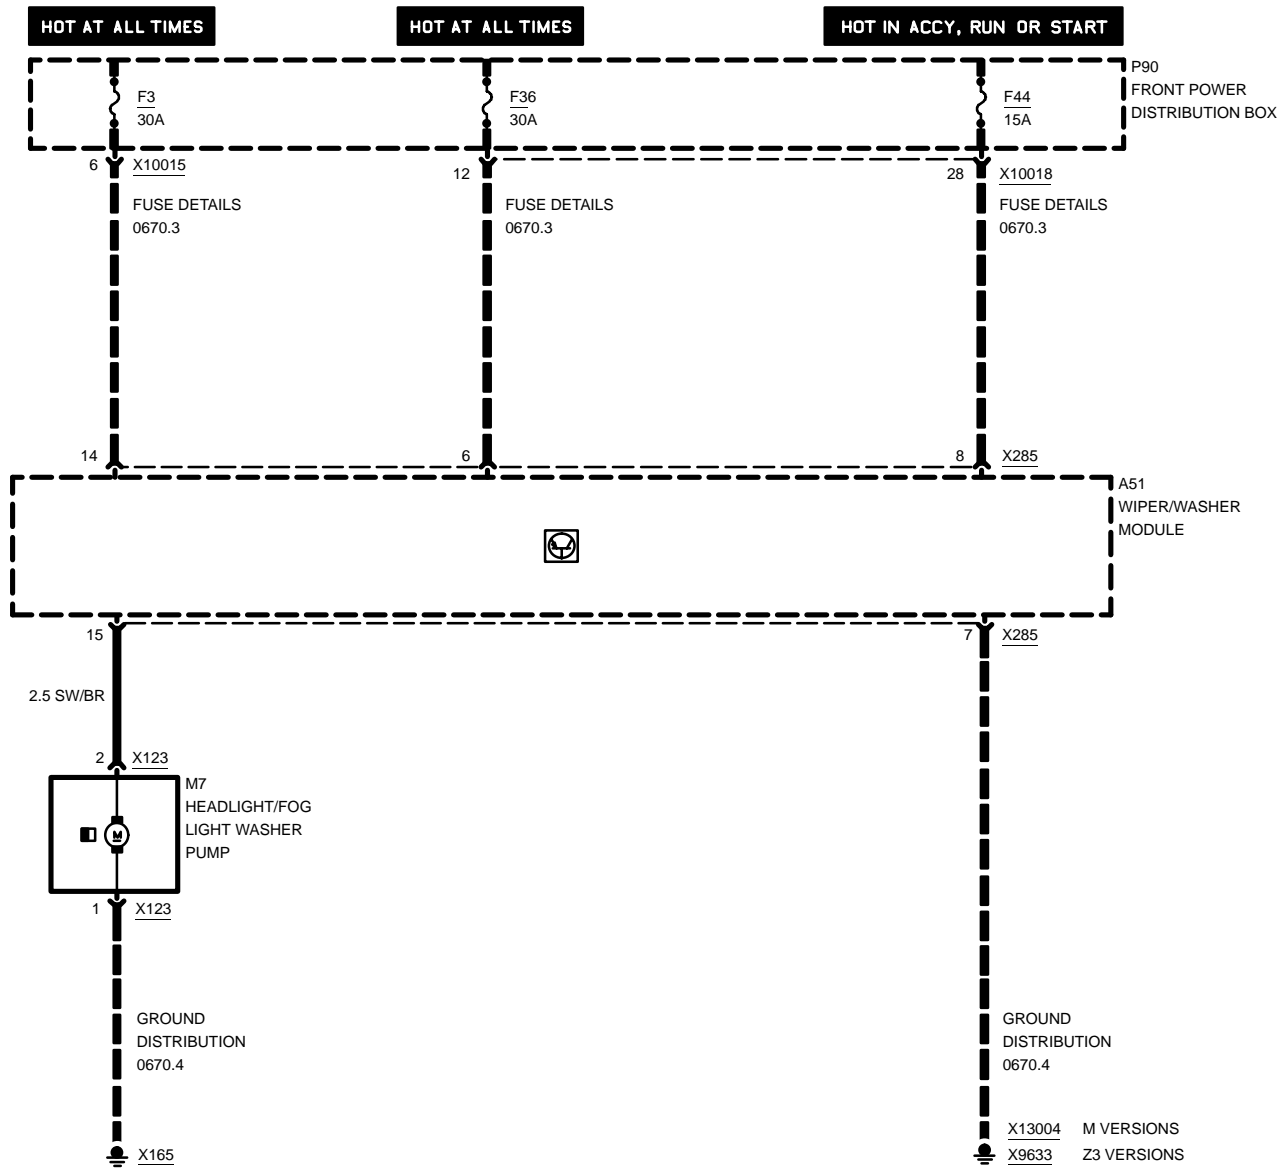 HOT AT ALL TIMES
HOT AT ALL TIMES
HOT IN ACCY, RUN OR START
P90
FRONT POWER
DISTRIBUTION BOX
F3
30A
F36
30A
F44
15A
6
X10015
12
28
X10018
FUSE DETAILS
0670.3
FUSE DETAILS
0670.3
FUSE DETAILS
0670.3
14
6
8
X285
A51
WIPER/WASHER
MODULE
15
7
X285
2.5 SW/BR
2
X123
M7
HEADLIGHT/FOG
LIGHT WASHER
PUMP
M
1
X123
GROUND
DISTRIBUTION
0670.4
GROUND
DISTRIBUTION
0670.4
X165
X13004 M VERSIONS
X9633 Z3 VERSIONS